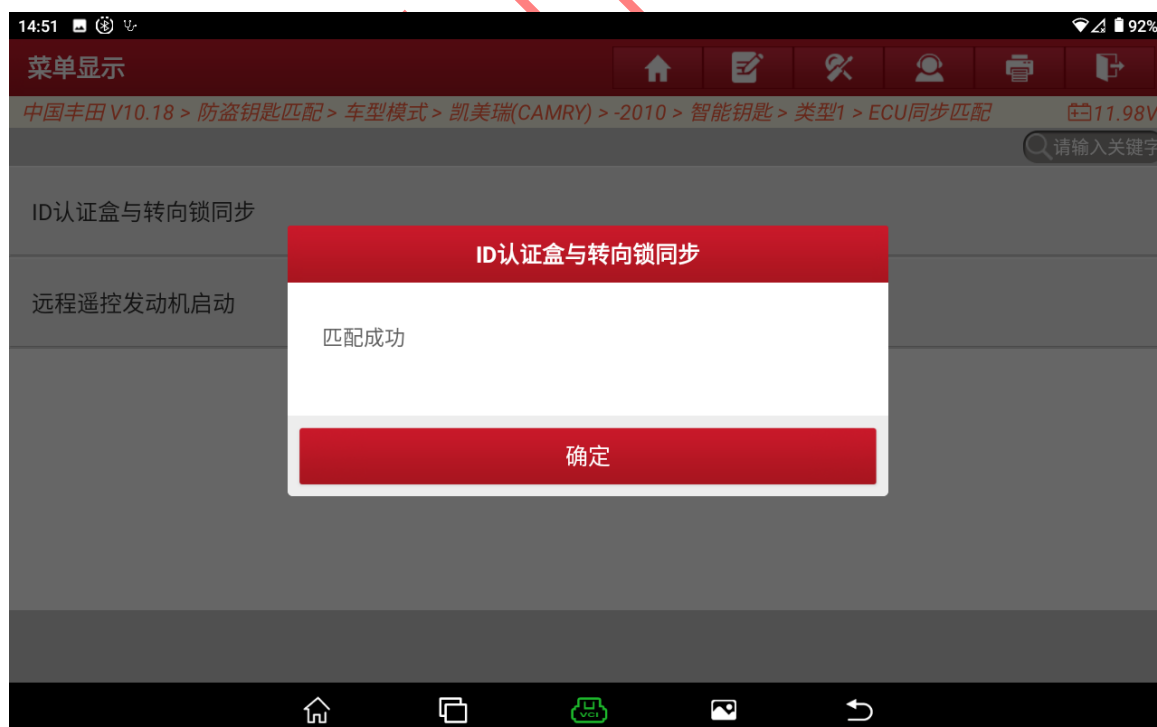 14:51
92%
菜单显示
中国丰田 V10.18 > 防盗钥匙匹配 > 车型模式 > 凯美瑞(CAMRY) > -2010 > 智能钥匙 > 类型1 > ECU同步匹配
11.98V
请输入关键字
ID认证盒与转向锁同步
ID认证盒与转向锁同步
远程遥控发动机启动
匹配成功
确定
VCI